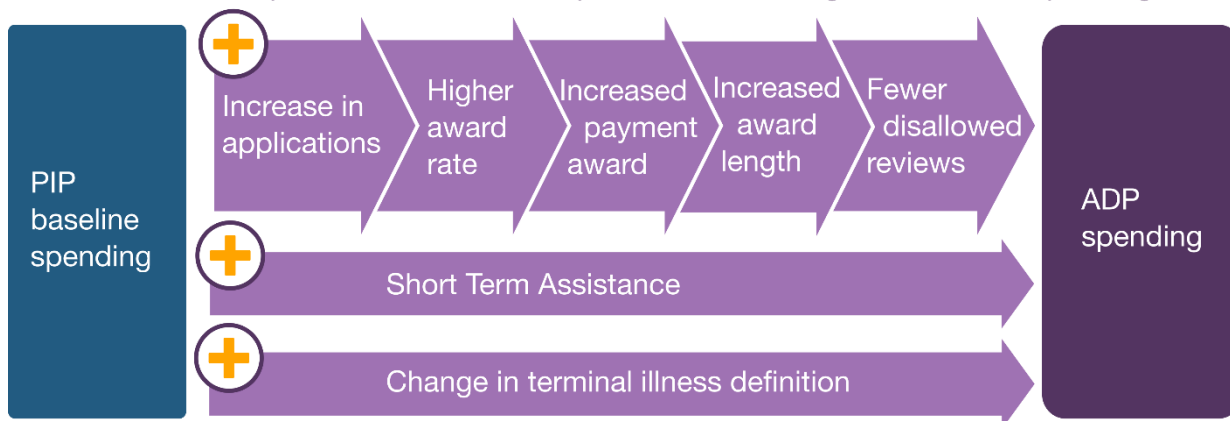 PIP
baseline
spending
Increase in
applications
Higher
award
rate
Increased
payment
award
Increased
award
length
Fewer
disallowed
reviews
Short Term Assistance
Change in terminal illness definition
ADP
spending